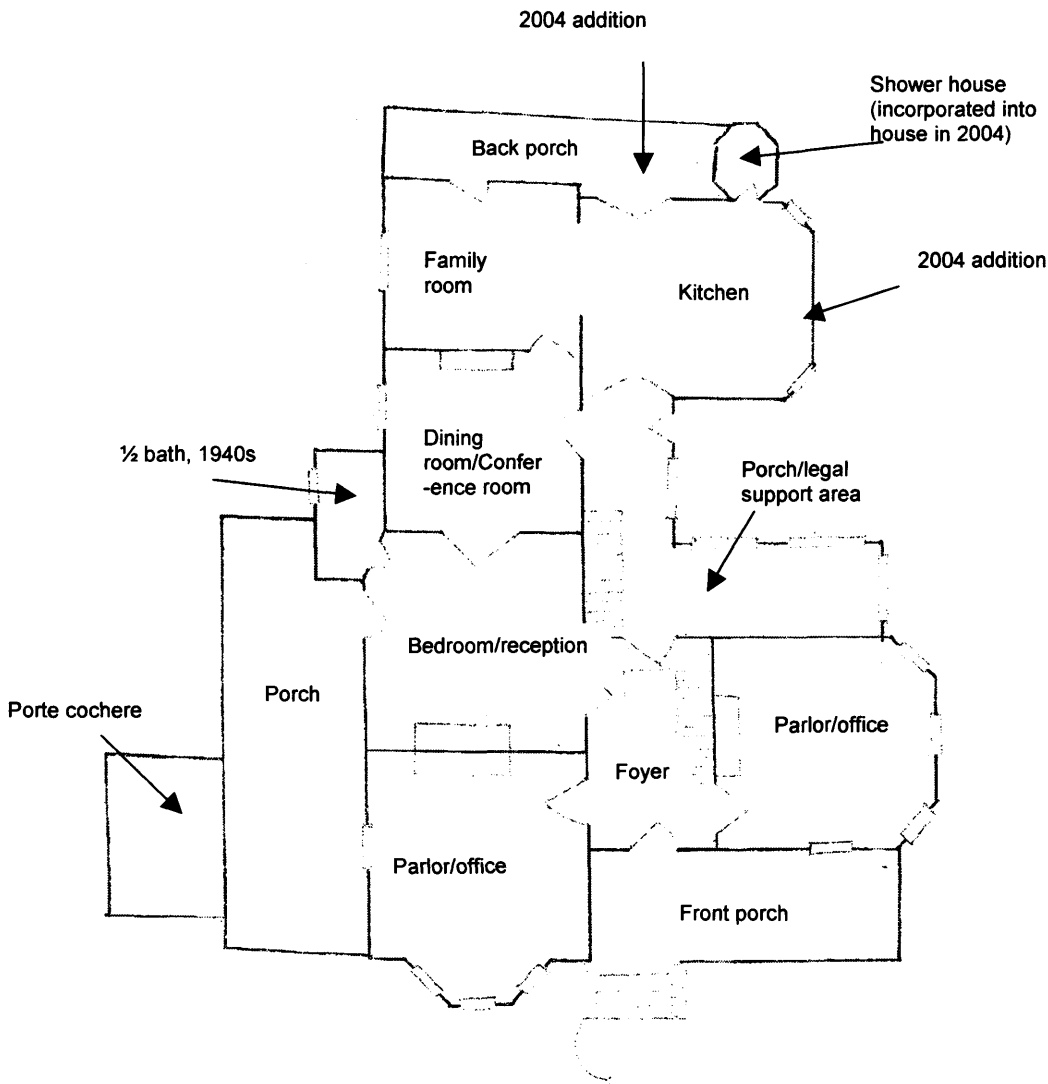 2004 addition
Shower house
(incorporated into
house in 2004)
Back porch
Family
room
Kitchen
2004 addition
½ bath, 1940s
Dining
room/Confer
-ence room
Porch/legal
support area
Bedroom/reception
Porch
Porte cochere
Parlor/office
Foyer
Parlor/office
Front porch